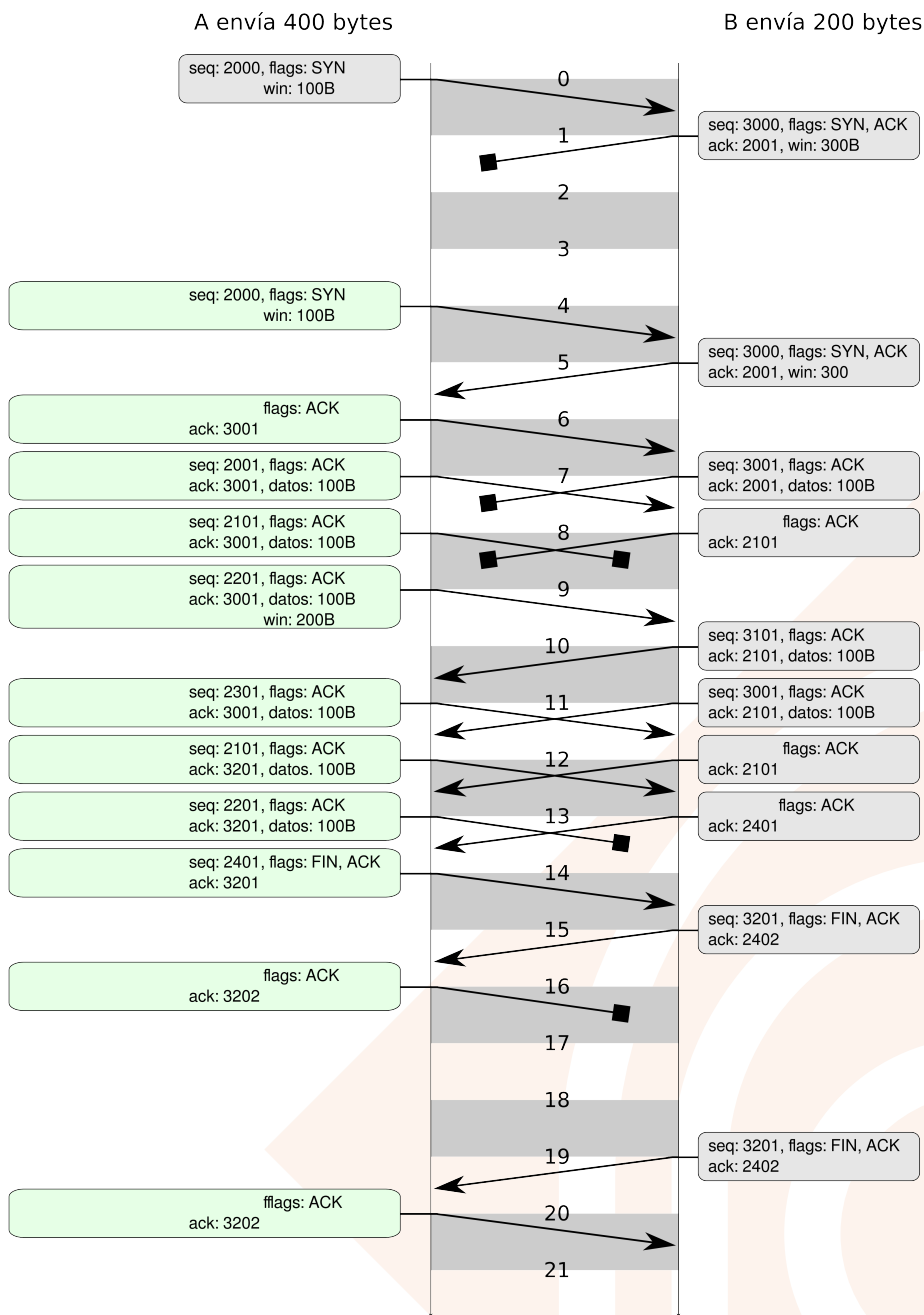 A envía 400 bytes
B envía 200 bytes
seq: 2000, flags: SYN
win: 100B
0
seq: 3000, flags: SYN, ACK
ack: 2001, win: 300B
1
2
3
seq: 2000, flags: SYN
win: 100B
4
seq: 3000, flags: SYN, ACK
ack: 2001, win: 300
5
flags: ACK
ack: 3001
6
seq: 2001, flags: ACK
ack: 3001, datos: 100B
7
seq: 3001, flags: ACK
ack: 2001, datos: 100B
seq: 2101, flags: ACK
ack: 3001, datos: 100B
8
flags: ACK
ack: 2101
seq: 2201, flags: ACK
ack: 3001, datos: 100B
win: 200B
9
seq: 3101, flags: ACK
ack: 2101, datos: 100B
10
seq: 2301, flags: ACK
ack: 3001, datos: 100B
11
seq: 3001, flags: ACK
ack: 2101, datos: 100B
seq: 2101, flags: ACK
ack: 3201, datos. 100B
12
flags: ACK
ack: 2101
seq: 2201, flags: ACK
ack: 3201, datos: 100B
13
flags: ACK
ack: 2401
seq: 2401, flags: FIN, ACK
ack: 3201
14
seq: 3201, flags: FIN, ACK
ack: 2402
15
flags: ACK
ack: 3202
16
17
18
seq: 3201, flags: FIN, ACK
ack: 2402
19
fflags: ACK
ack: 3202
20
21